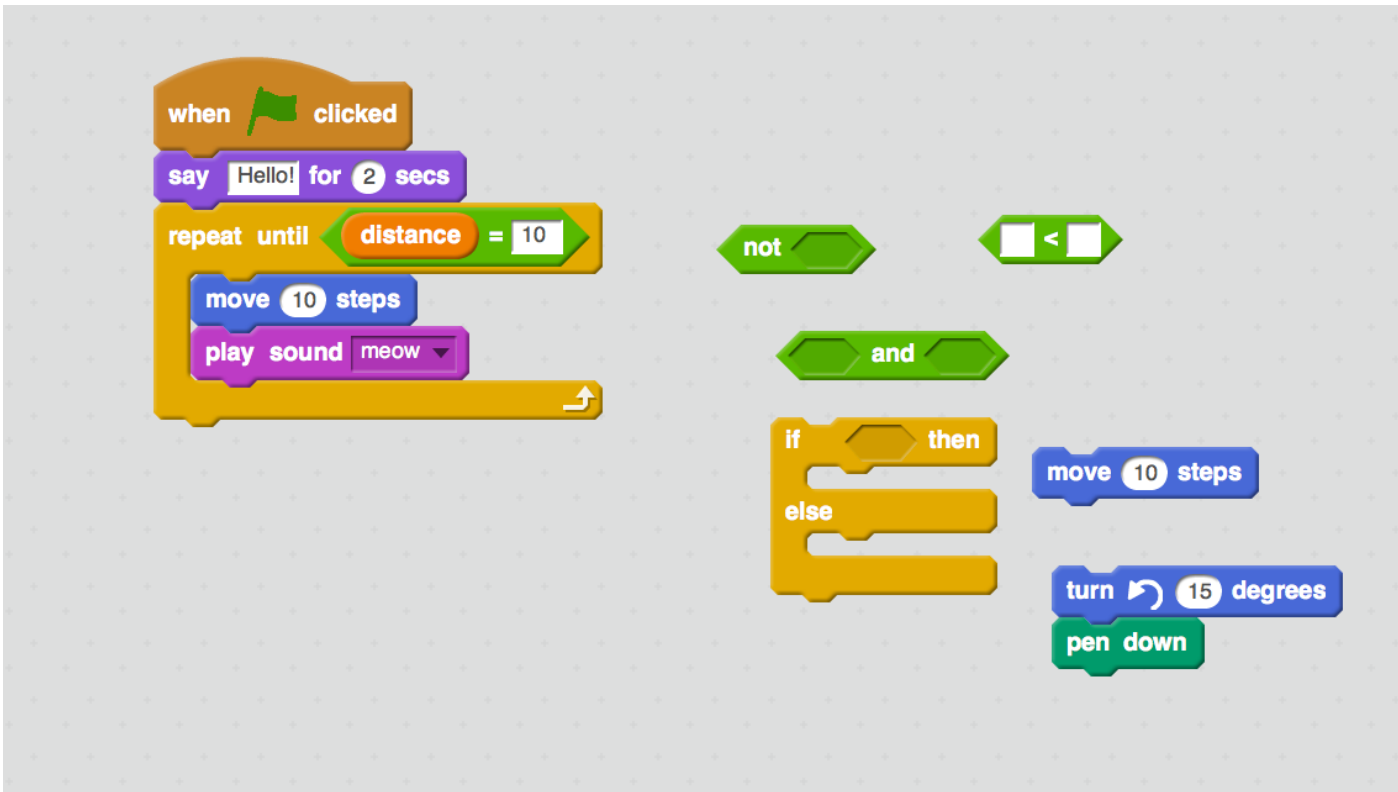 when clicked
say Hello! for 2 secs
repeat until distance = 10
move 10 steps
play sound meow
not
<
and
if then
else
move 10 steps
turn 15 degrees
pen down